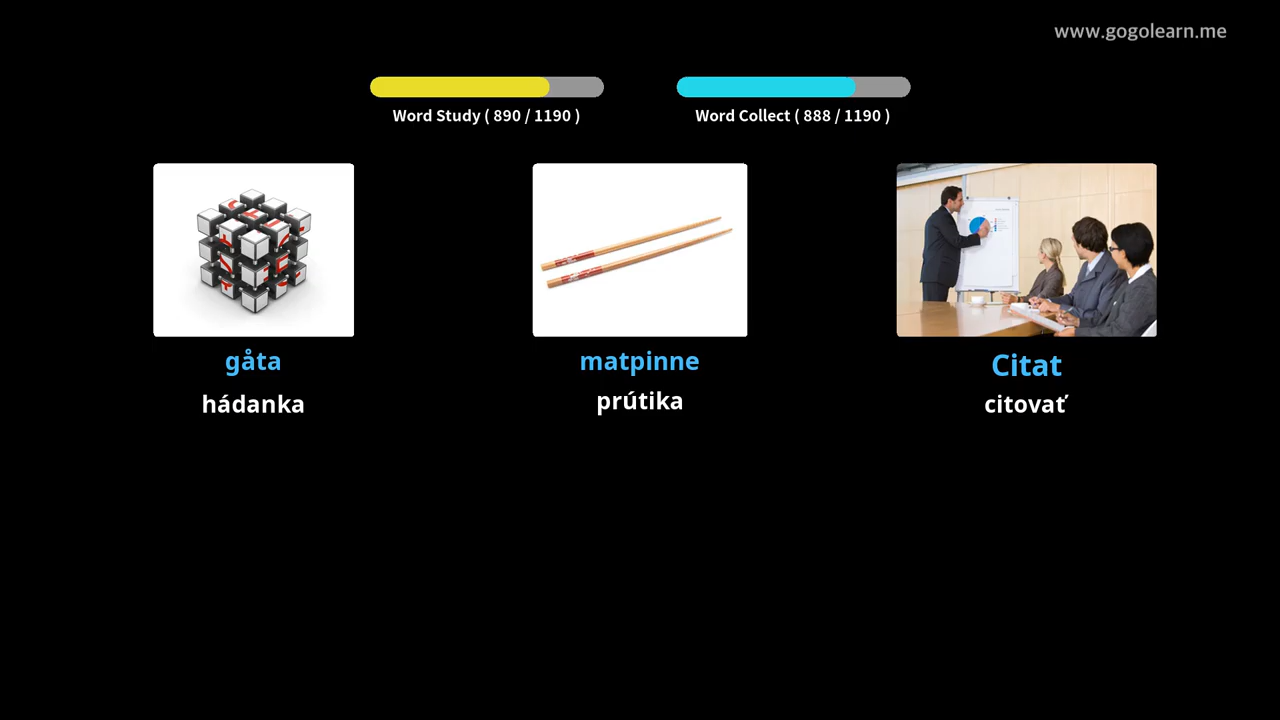 www.gogolearn.me
Word Study ( 890 / 1190 )
Word Collect ( 888 / 1190 )
gåta
matpinne
Citat
hádanka
prútika
citovať